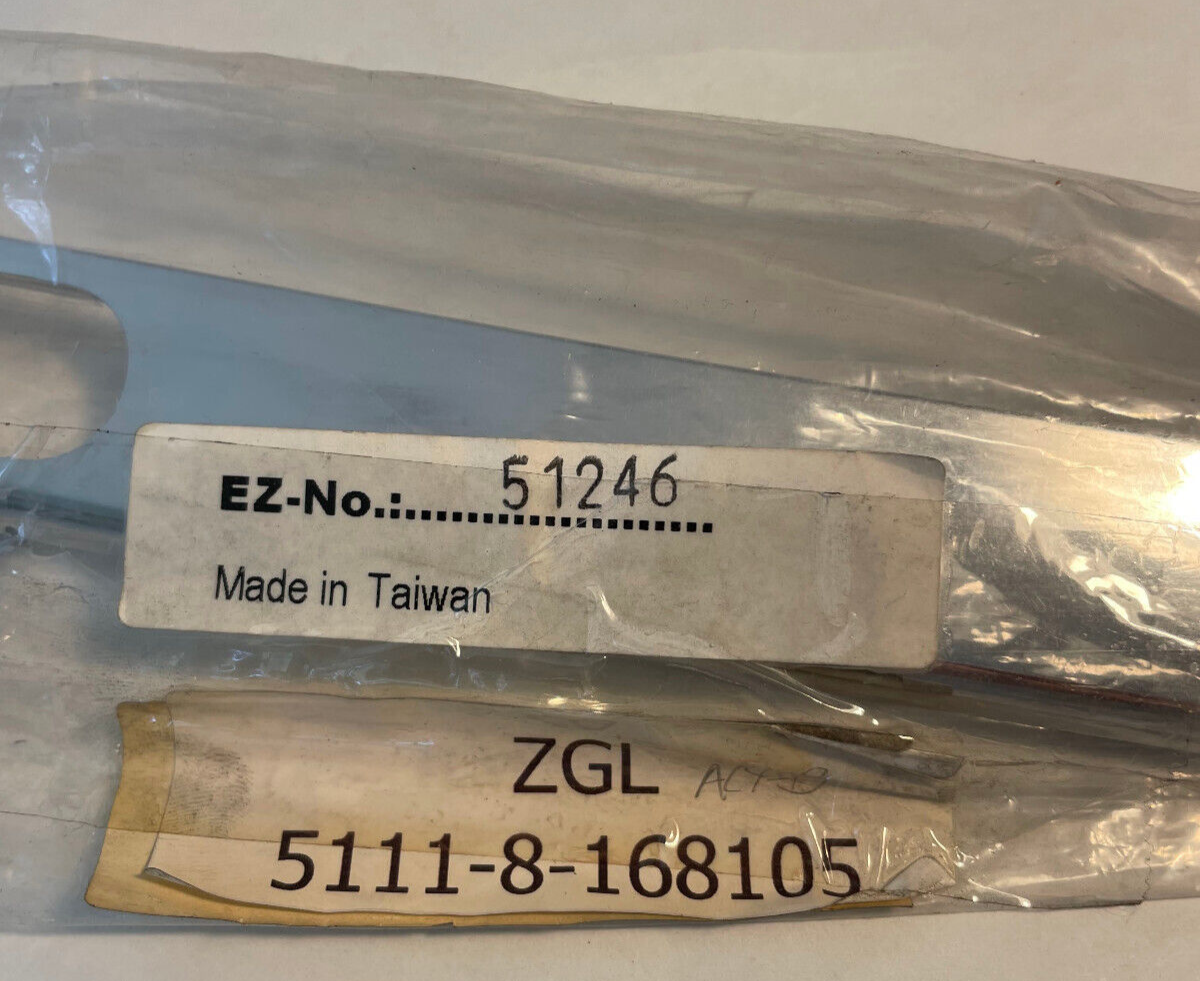 EZ-No.:..................... 51246
Made in Taiwan
ZGL
5111-8-168105